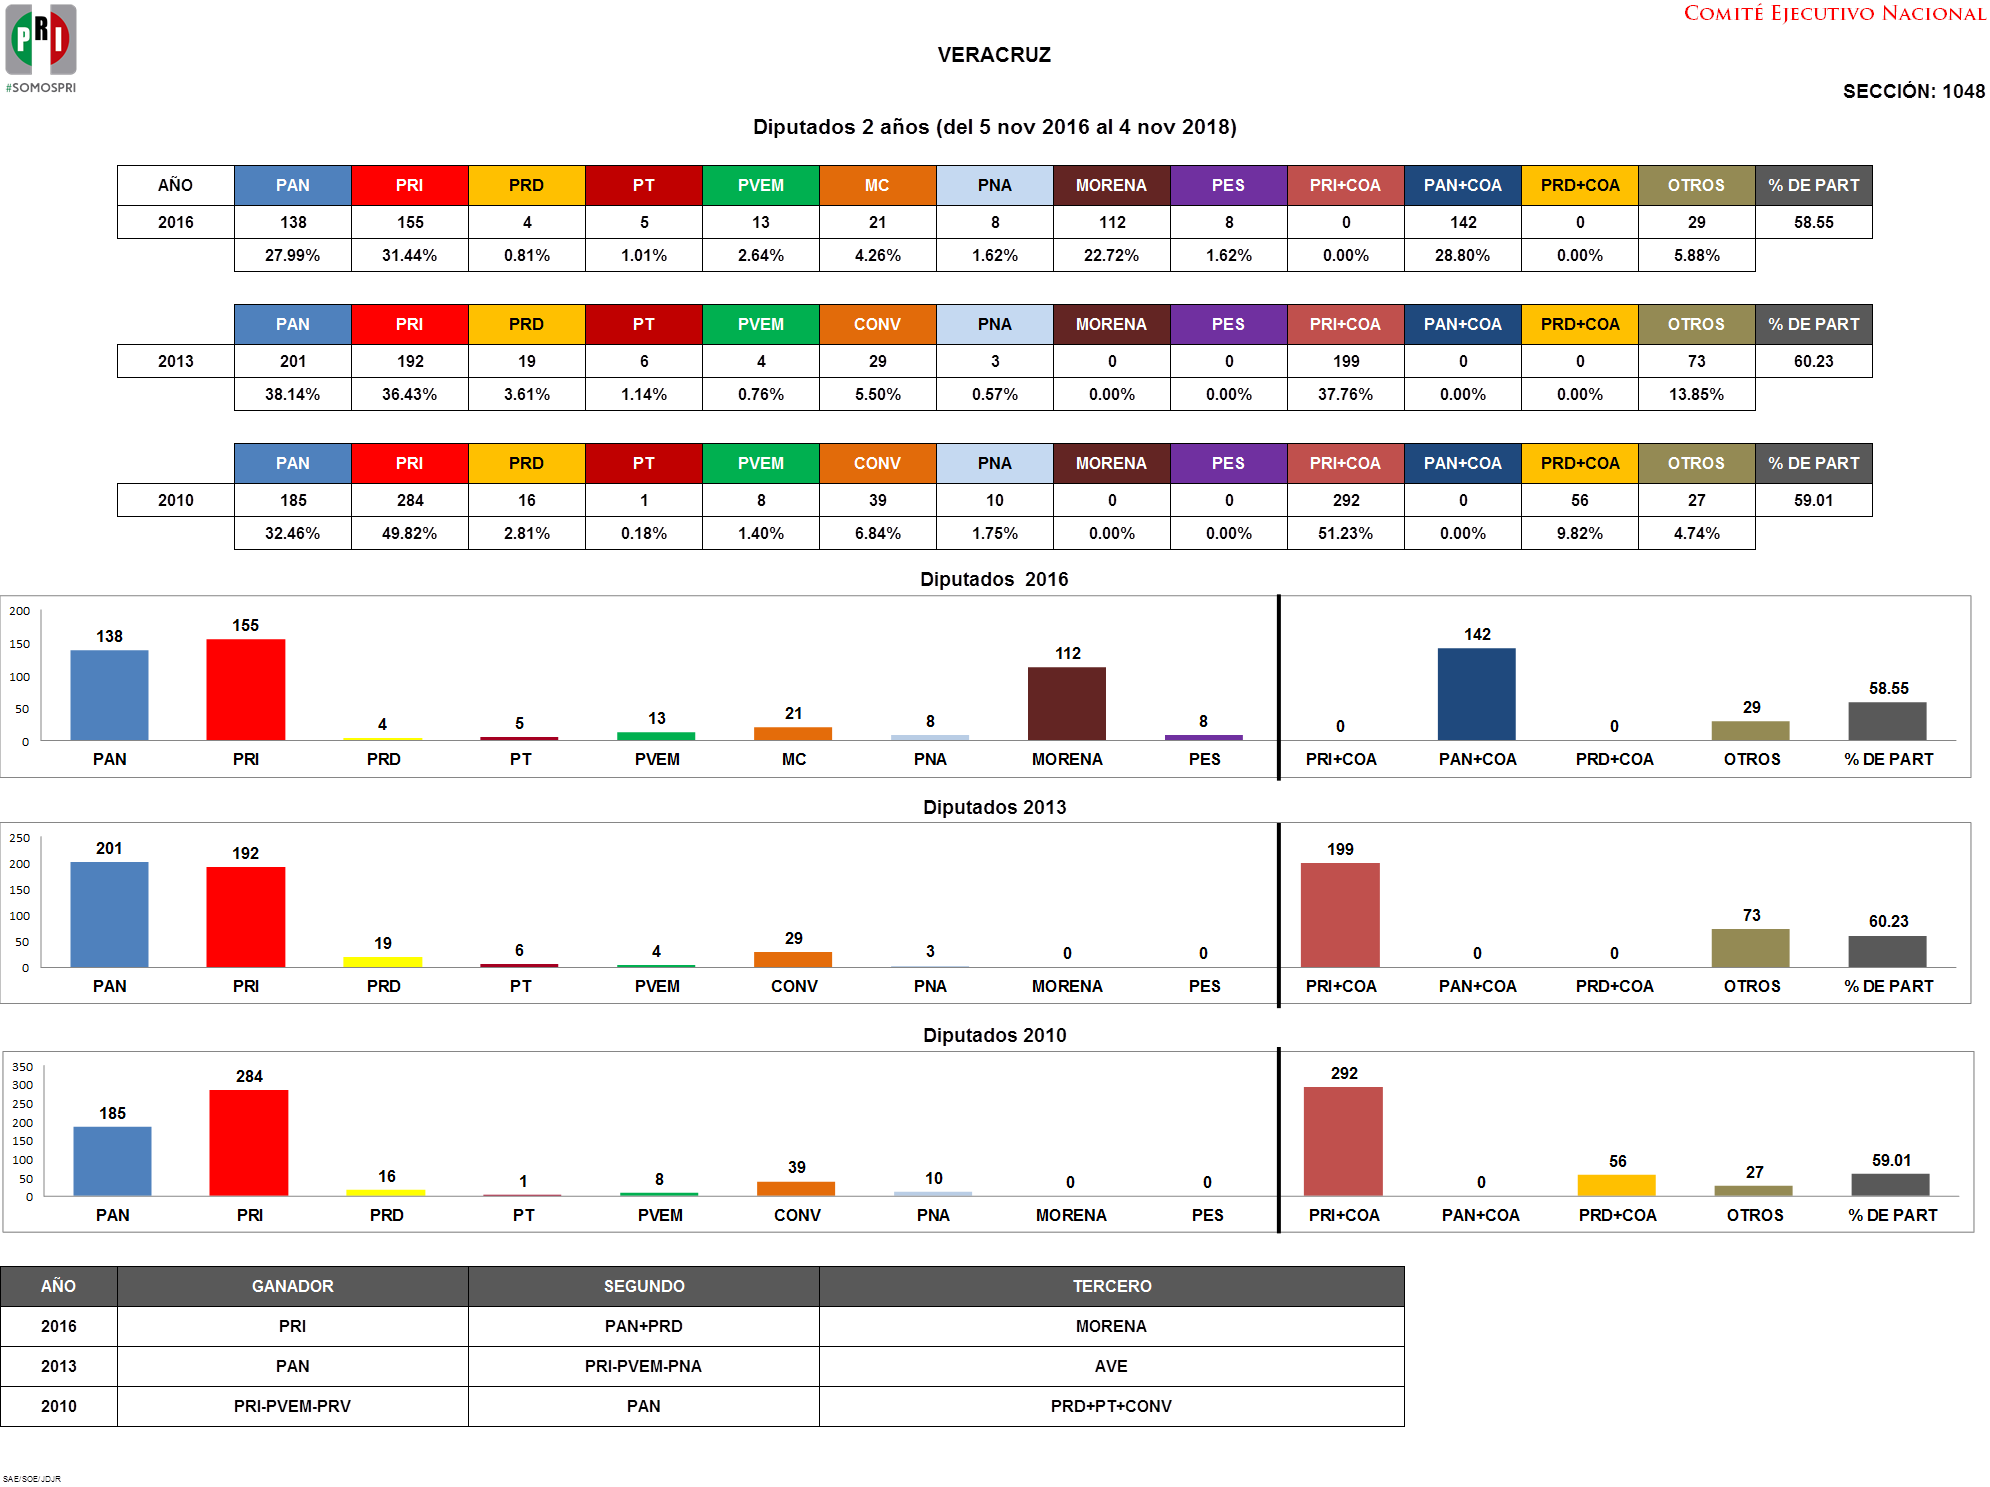 PRI
#SOMOSPRI
COMITÉ EJECUTIVO NACIONAL
VERACRUZ
SECCIÓN: 1048
Diputados 2 años (del 5 nov 2016 al 4 nov 2018)
AÑO PAN PRI PRD PT PVEM MC PNA MORENA PES PRI+COA PAN+COA PRD+COA OTROS % DE PART
2016 138 155 4 5 13 21 8 112 8 0 142 0 29 58.55
27.99% 31.44% 0.81% 1.01% 2.64% 4.26% 1.62% 22.72% 1.62% 0.00% 28.80% 0.00% 5.88%
PAN PRI PRD PT PVEM CONV PNA MORENA PES PRI+COA PAN+COA PRD+COA OTROS % DE PART
2013 201 192 19 6 4 29 3 0 0 199 0 0 73 60.23
38.14% 36.43% 3.61% 1.14% 0.76% 5.50% 0.57% 0.00% 0.00% 37.76% 0.00% 0.00% 13.85%
PAN PRI PRD PT PVEM CONV PNA MORENA PES PRI+COA PAN+COA PRD+COA OTROS % DE PART
2010 185 284 16 1 8 39 10 0 0 292 0 56 27 59.01
32.46% 49.82% 2.81% 0.18% 1.40% 6.84% 1.75% 0.00% 0.00% 51.23% 0.00% 9.82% 4.74%
Diputados 2016
200
150
100
50
0
138 155 4 5 13 21 8 112 8 0 142 0 29 58.55
PAN PRI PRD PT PVEM MC PNA MORENA PES PRI+COA PAN+COA PRD+COA OTROS % DE PART
Diputados 2013
250
200
150
100
50
0
201 192 19 6 4 29 3 0 0 199 0 0 73 60.23
PAN PRI PRD PT PVEM CONV PNA MORENA PES PRI+COA PAN+COA PRD+COA OTROS % DE PART
Diputados 2010
350
300
250
200
150
100
50
0
185 284 16 1 8 39 10 0 0 292 0 56 27 59.01
PAN PRI PRD PT PVEM CONV PNA MORENA PES PRI+COA PAN+COA PRD+COA OTROS % DE PART
AÑO GANADOR SEGUNDO TERCERO
2016 PRI PAN+PRD MORENA
2013 PAN PRI-PVEM-PNA AVE
2010 PRI-PVEM-PRV PAN PRD+PT+CONV
SAE/SOE/JDJR